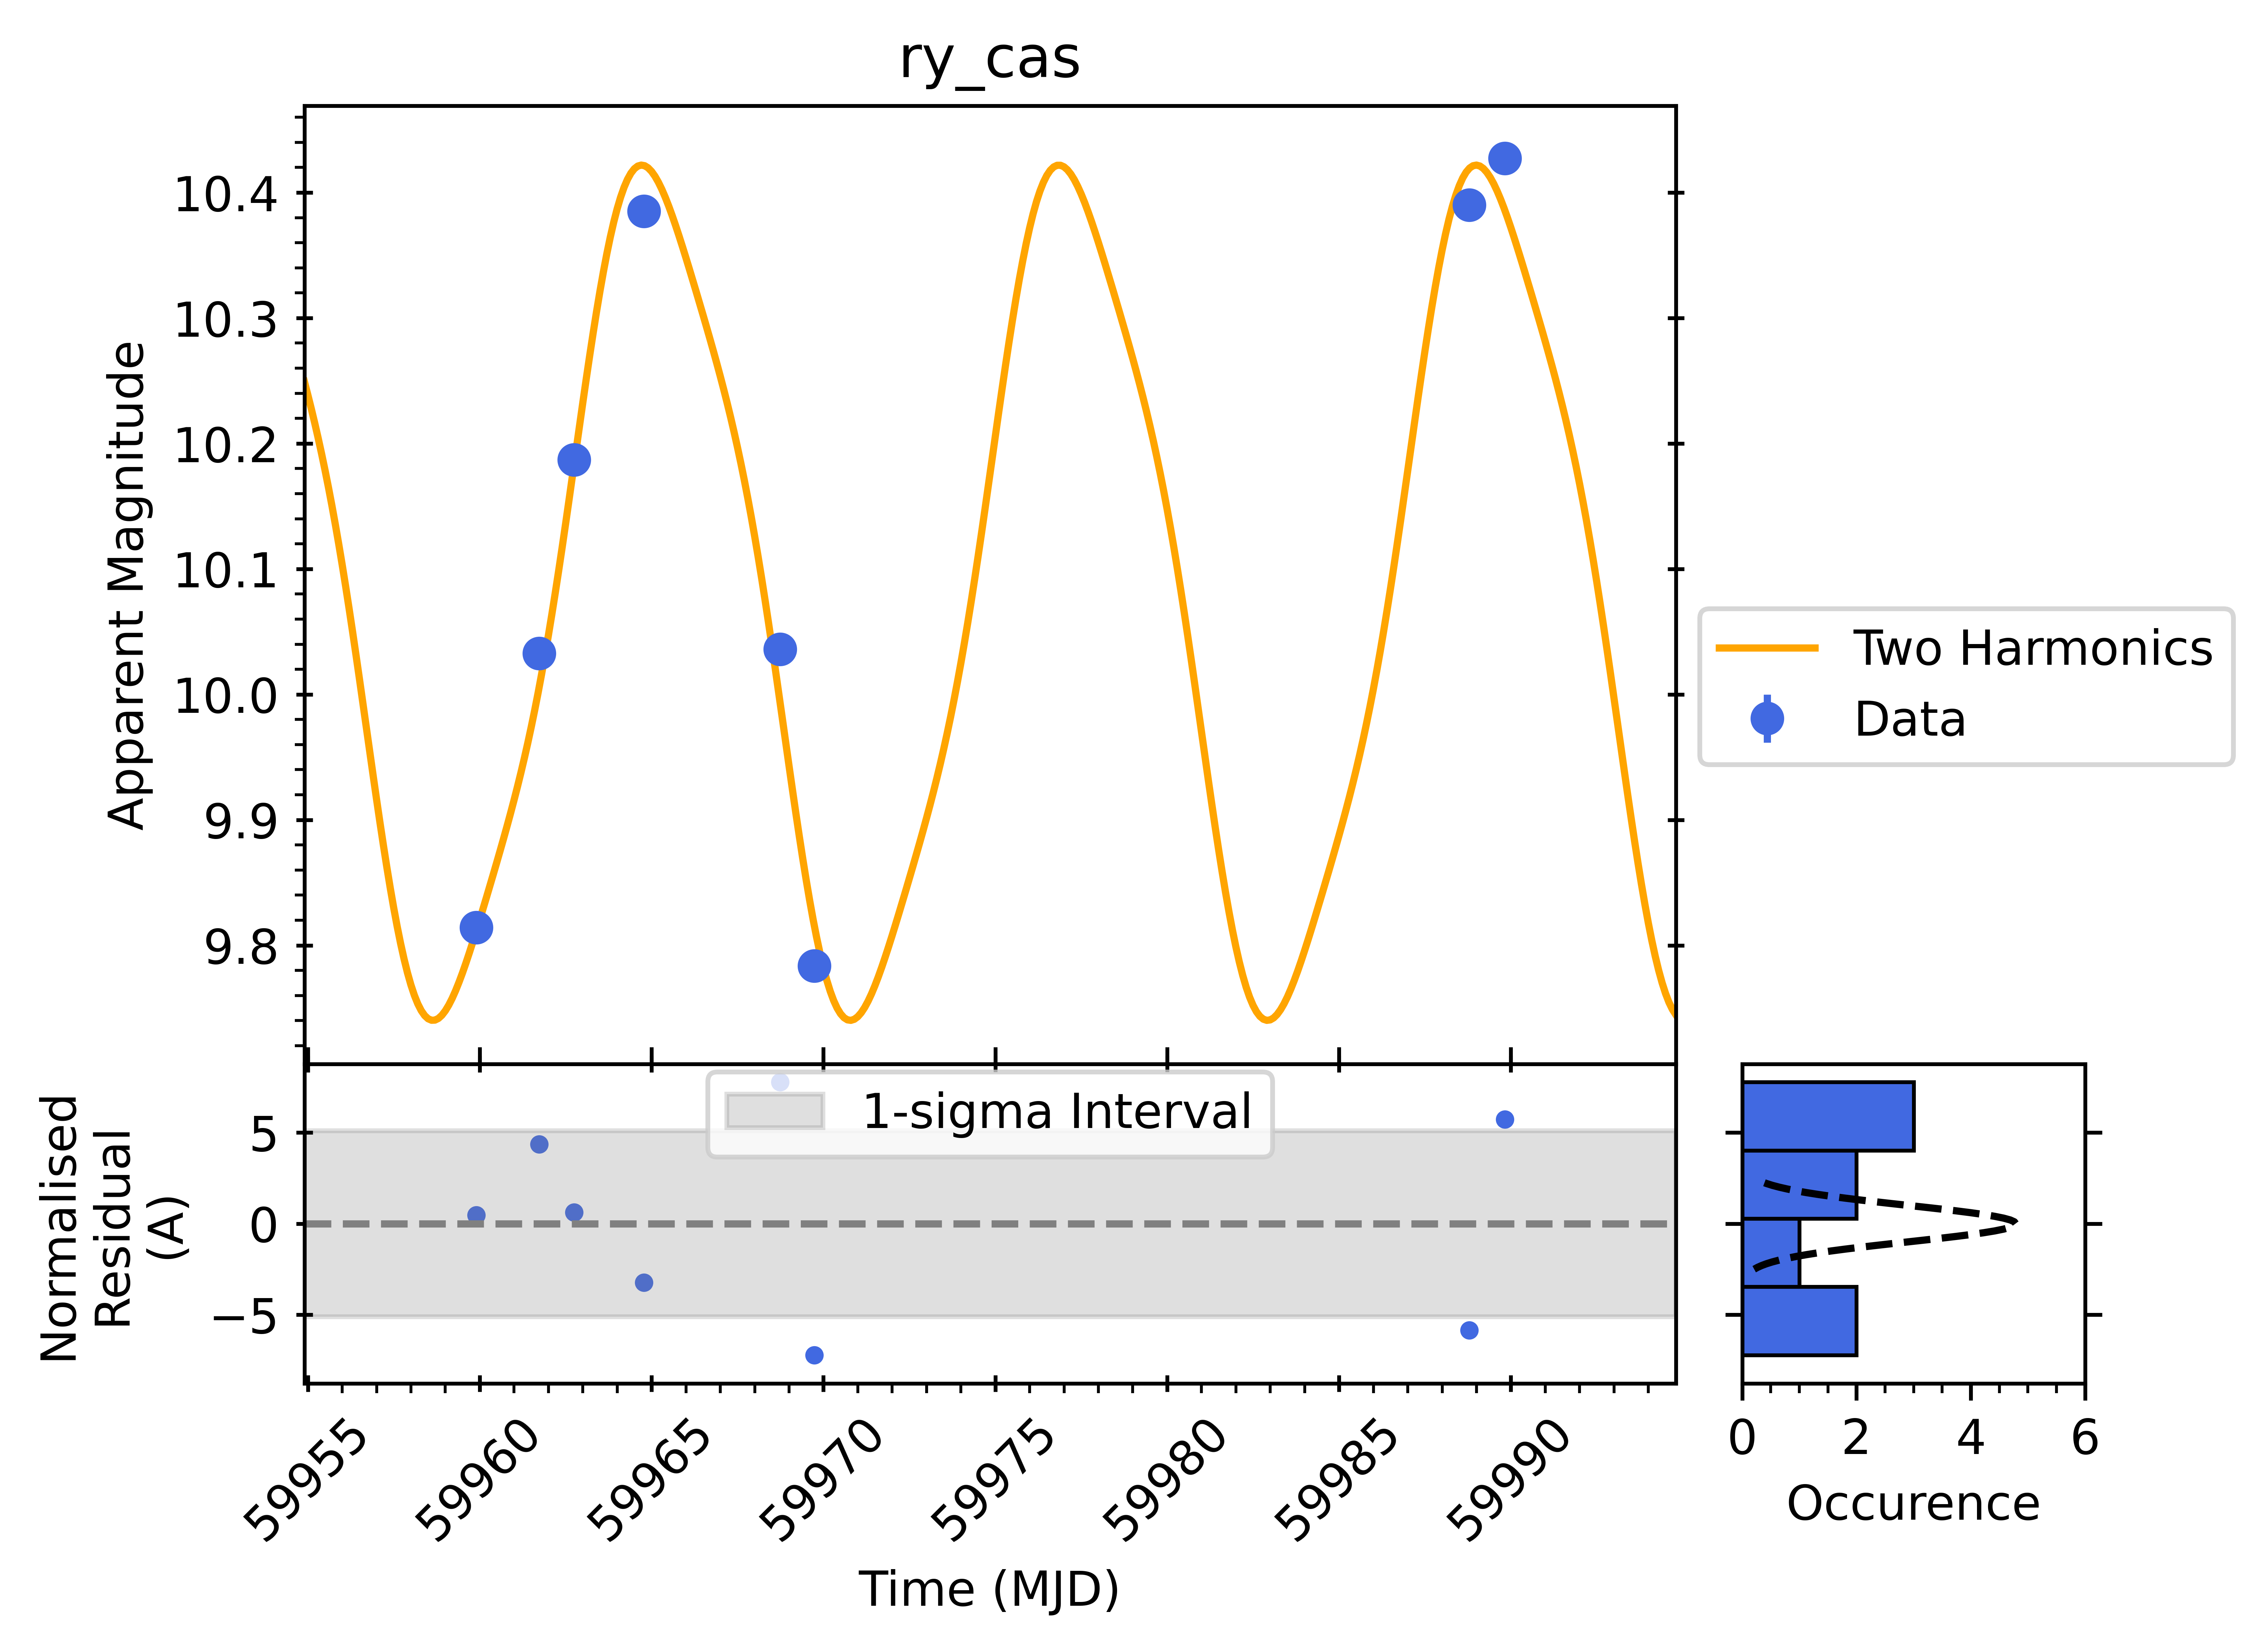 ry_cas
Apparent Magnitude
10.4
10.3
10.2
10.1
10.0
9.9
9.8
Two Harmonics
Data
Normalised
Residual
(A)
5
0
−5
1-sigma Interval
59955
59960
59965
59970
59975
59980
59985
59990
Time (MJD)
0
2
4
6
Occurence